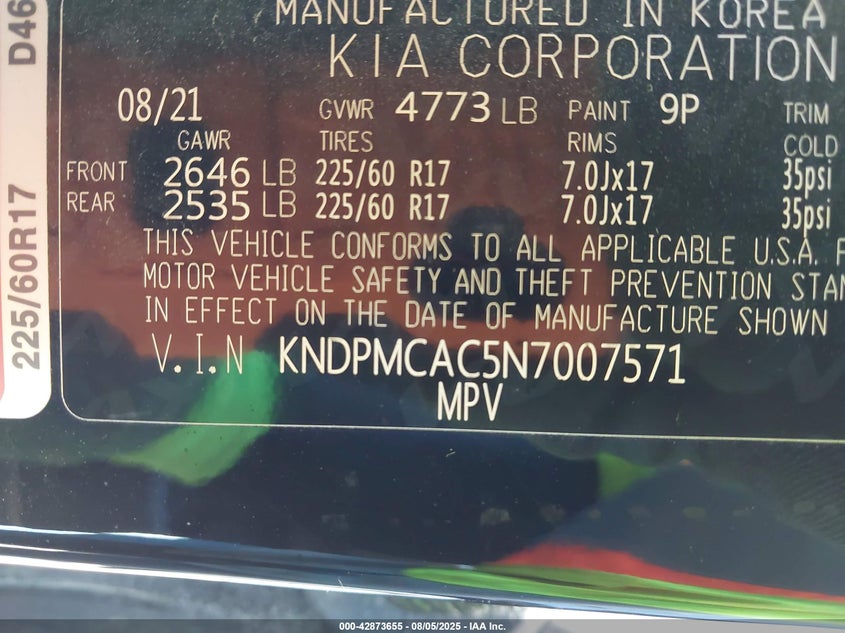 MANUFACTURED IN KOREA
KIA CORPORATION
08/21 GVWR 4773 LB PAINT 9P TRIM
GAWR TIRES RIMS COLD
FRONT 2646 LB 225/60 R17 7.0Jx17 35psi
REAR 2535 LB 225/60 R17 7.0Jx17 35psi
THIS VEHICLE CONFORMS TO ALL APPLICABLE U.S.A. F
MOTOR VEHICLE SAFETY AND THEFT PREVENTION STAN
IN EFFECT ON THE DATE OF MANUFACTURE SHOWN
V.I.N KNDPMCAC5N7007571
MPV
225/60R17 D46
000-42873655 - 08/05/2025 - IAA Inc.